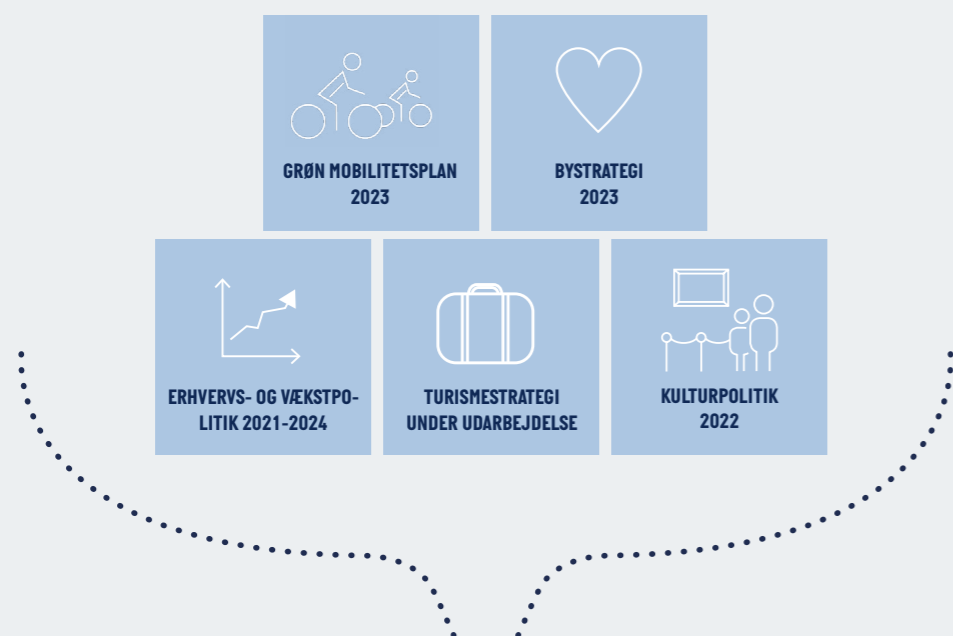 GRØN MOBILITETSPLAN
2023
BYSTRATEGI
2023
ERHVERVS- OG VÆKSTPO-
LITIK 2021-2024
TURISMESTRATEGI
UNDER UDARBEJDELSE
KULTURPOLITIK
2022